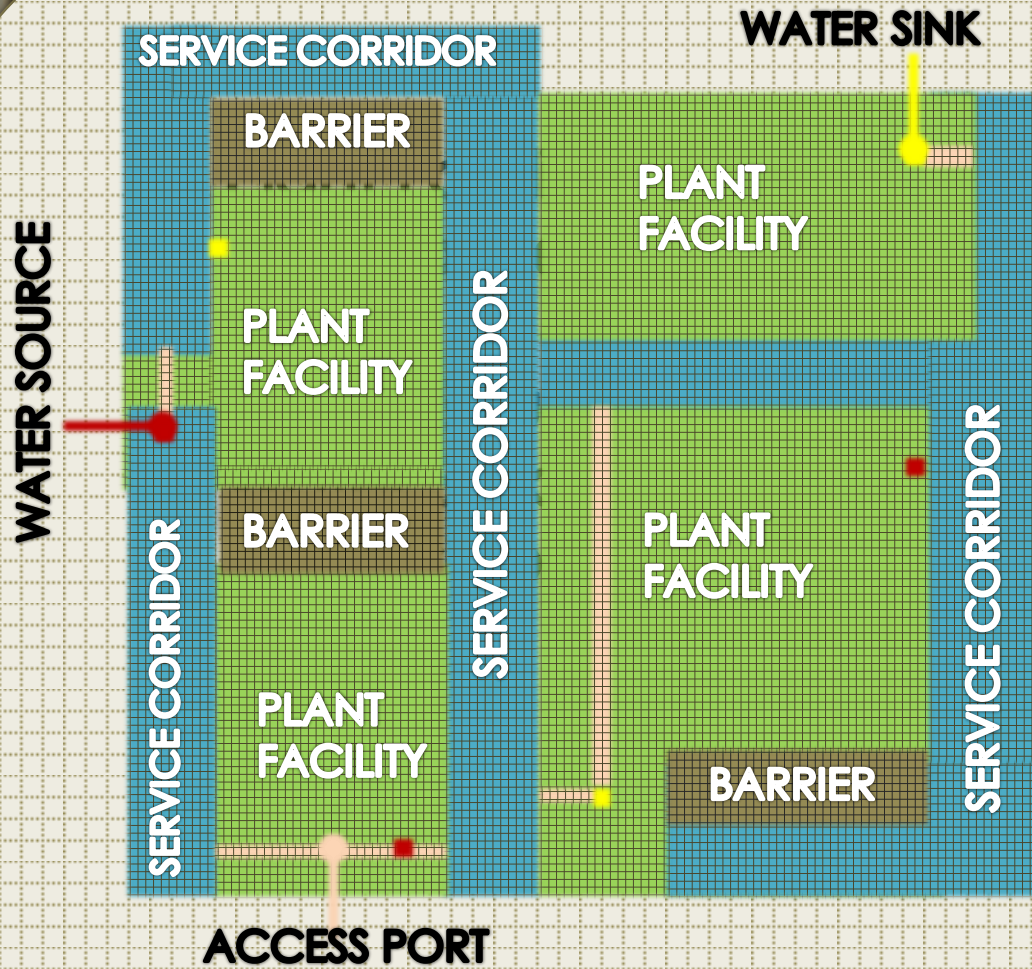 WATER SINK
SERVICE CORRIDOR
BARRIER
PLANT
FACILITY
WATER SOURCE
PLANT
FACILITY
SERVICE CORRIDOR
BARRIER
PLANT
FACILITY
SERVICE CORRIDOR
SERVICE CORRIDOR
PLANT
FACILITY
BARRIER
ACCESS PORT